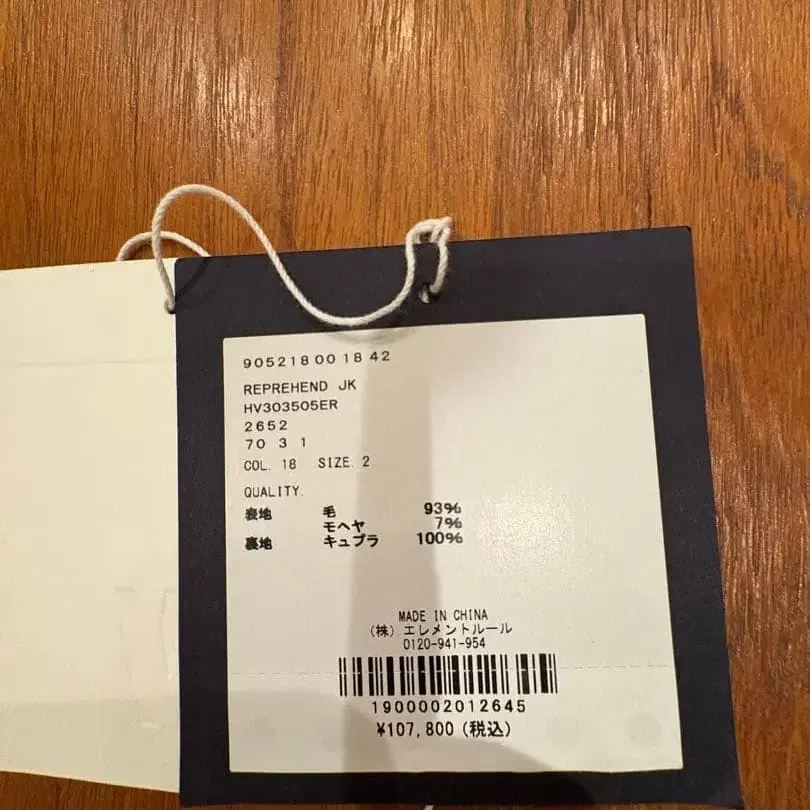 9052180018 42
REPREHEND JK
HV303505ER
2652
70 3 1
COL. 18 SIZE. 2
QUALITY.
表地 毛 93%
モヘヤ 7%
裏地 キュプラ 100%
MADE IN CHINA
(株) エレメントルール
0120-941-954
1900002012645
¥107,800 (税込)